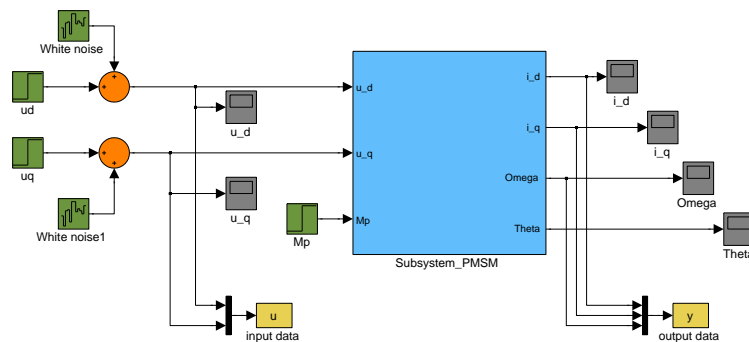 White noise
ud
u_d
uq
u_q
White noise1
Mp
u_d
u_q
Mp
i_d
i_q
Omega
Theta
Subsystem_PMSM
i_d
i_q
Omega
Theta
u
input data
y
output data